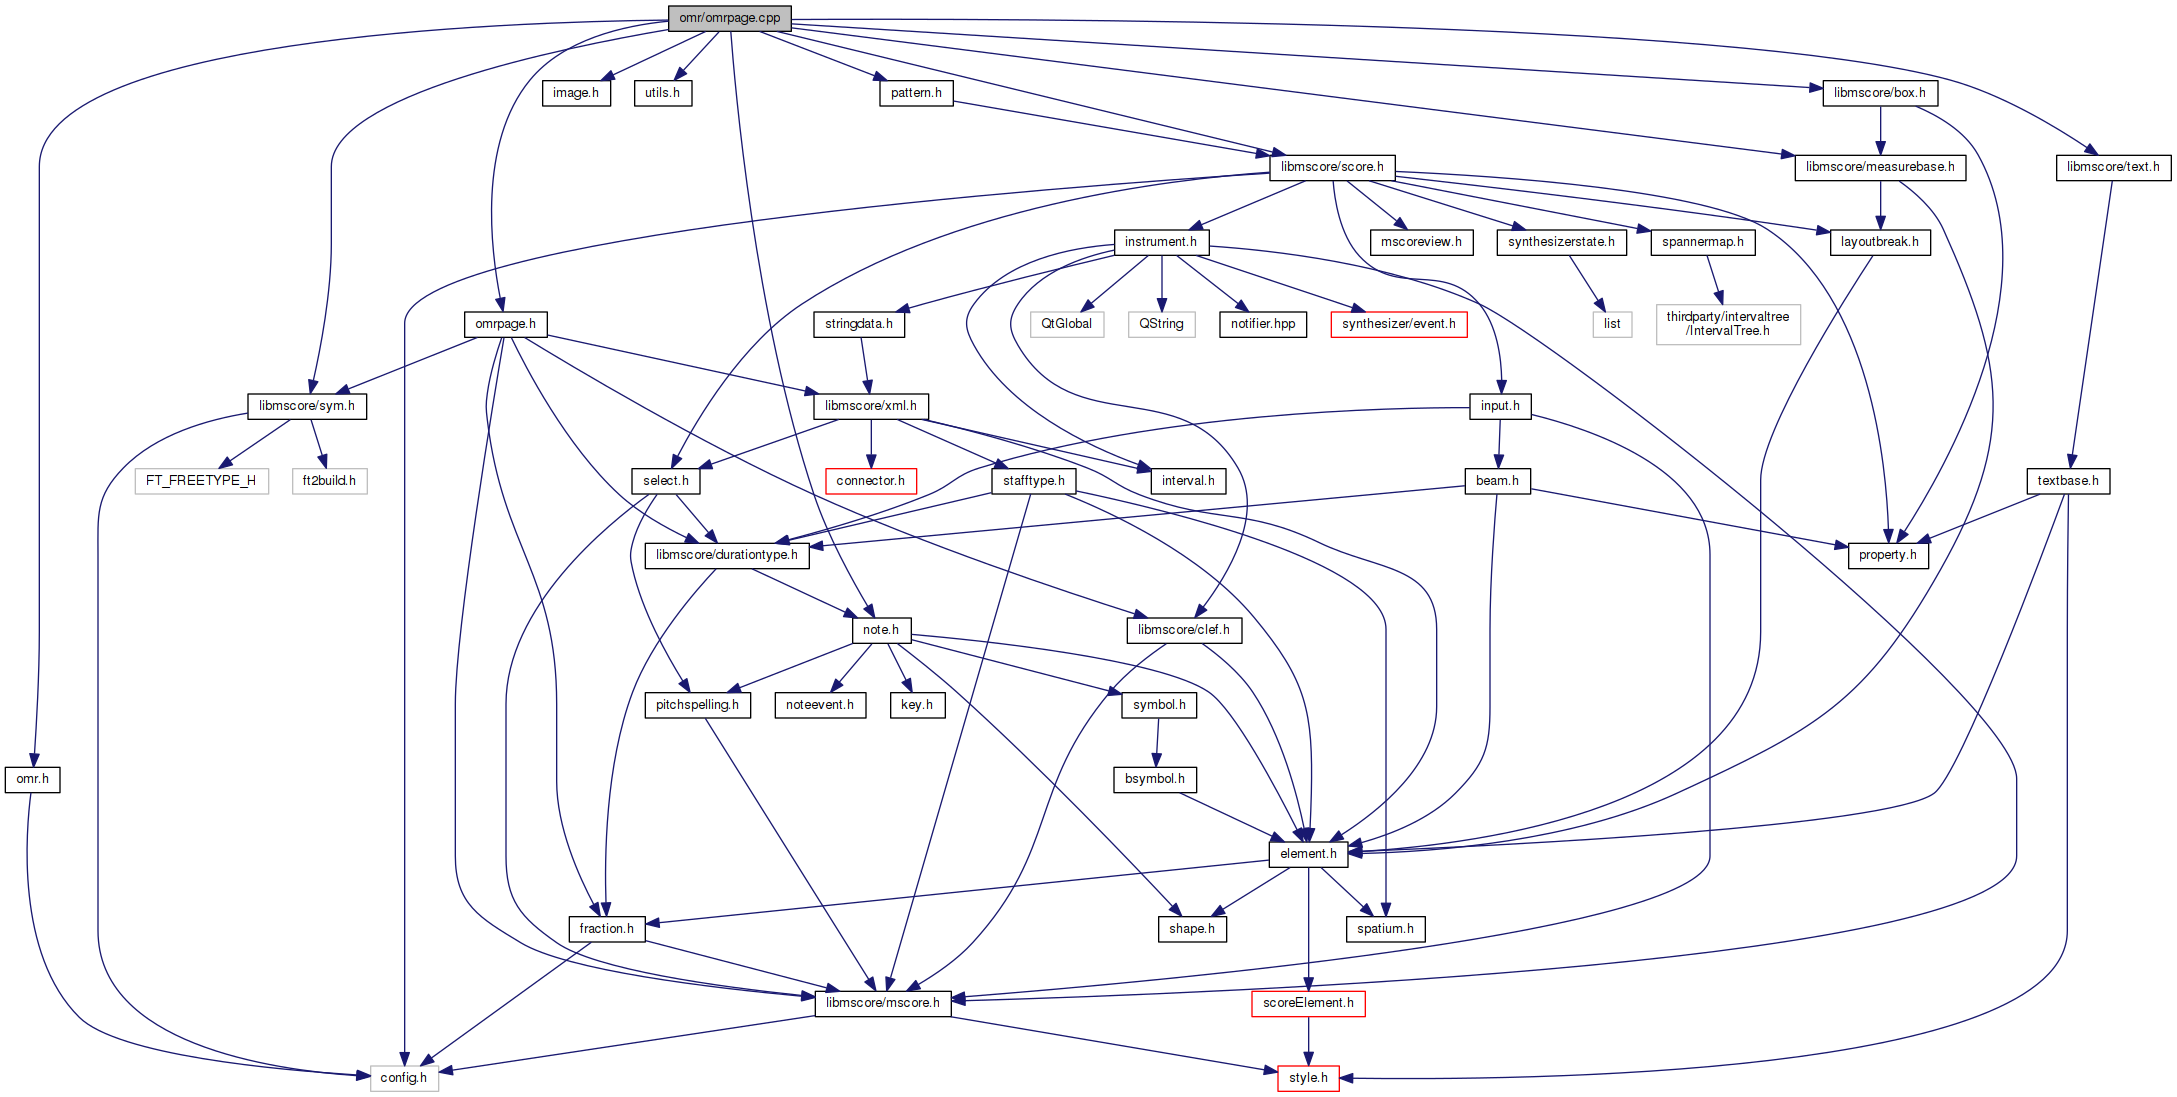 omr/omrpage.cpp
image.h
utils.h
pattern.h
libmscore/box.h
libmscore/score.h
libmscore/measurebase.h
libmscore/text.h
instrument.h
mscoreview.h
synthesizerstate.h
spannermap.h
layoutbreak.h
omrpage.h
stringdata.h
QtGlobal
QString
notifier.hpp
synthesizer/event.h
list
thirdparty/intervaltree
/IntervalTree.h
libmscore/sym.h
libmscore/xml.h
input.h
FT_FREETYPE_H
ft2build.h
select.h
connector.h
stafftype.h
interval.h
beam.h
textbase.h
libmscore/durationtype.h
property.h
note.h
libmscore/clef.h
pitchspelling.h
noteevent.h
key.h
symbol.h
omr.h
bsymbol.h
element.h
fraction.h
shape.h
spatium.h
libmscore/mscore.h
scoreElement.h
config.h
style.h